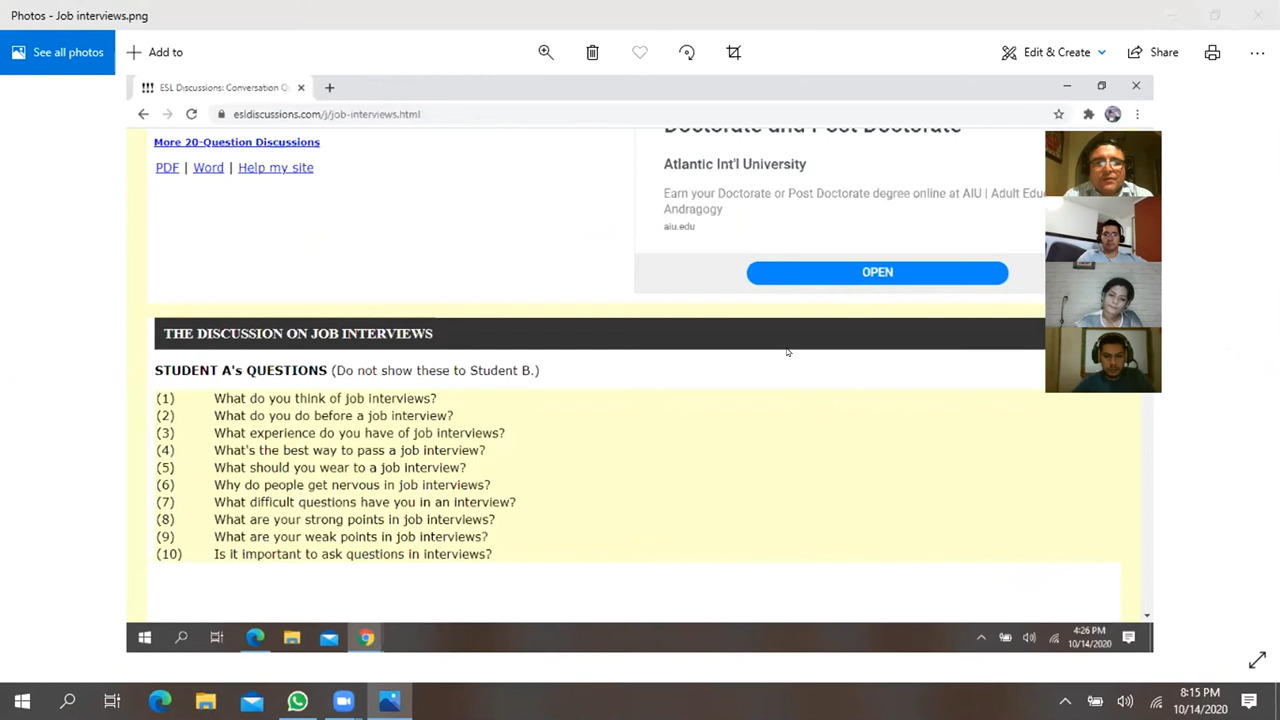 Photos - Job interviews.png
See all photos
Add to
Edit & Create
Share
ESL Discussions: Conversation Q
esldiscussions.com/j/job-interviews.html
More 20-Question Discussions
PDF | Word | Help my site
Doctorate and Post Doctorate
Atlantic Int'l University
Earn your Doctorate or Post Doctorate degree online at AIU | Adult Edu
Andragogy
aiu.edu
OPEN
THE DISCUSSION ON JOB INTERVIEWS
STUDENT A's QUESTIONS (Do not show these to Student B.)
(1) What do you think of job interviews?
(2) What do you do before a job interview?
(3) What experience do you have of job interviews?
(4) What's the best way to pass a job interview?
(5) What should you wear to a job interview?
(6) Why do people get nervous in job interviews?
(7) What difficult questions have you in an interview?
(8) What are your strong points in job interviews?
(9) What are your weak points in job interviews?
(10) Is it important to ask questions in interviews?
4:26 PM
10/14/2020
8:15 PM
10/14/2020